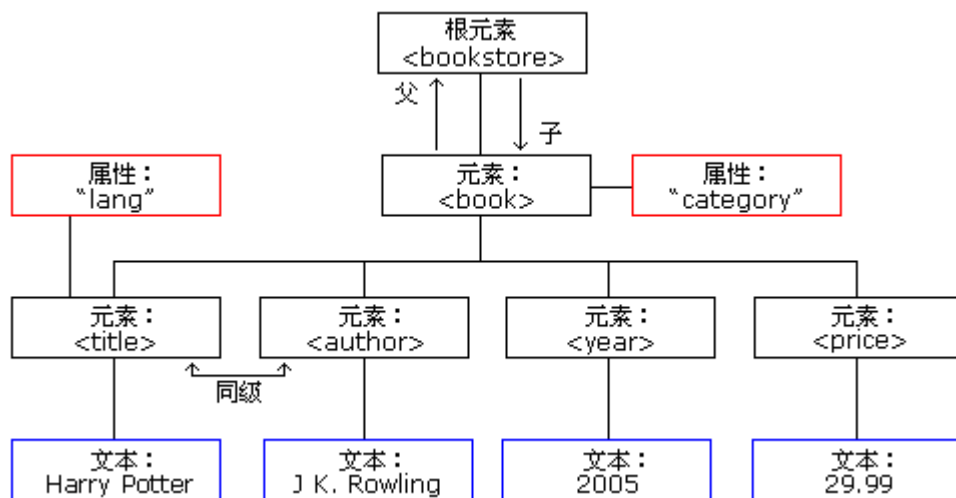 根元素
<bookstore>
父
子
属性：
“lang”
元素：
<book>
属性：
“category”
元素：
<title>
元素：
<author>
元素：
<year>
元素：
<price>
同级
文本：
Harry Potter
文本：
J K. Rowling
文本：
2005
文本：
29.99